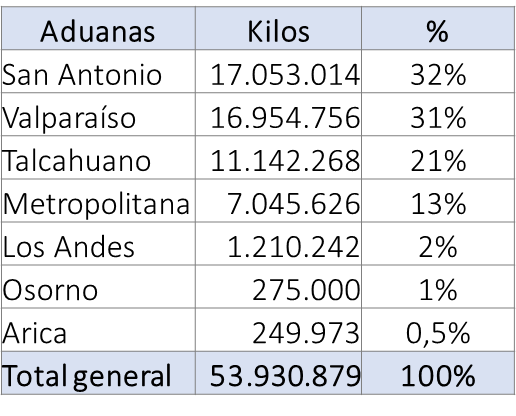 Aduanas Kilos %
San Antonio 17.053.014 32%
Valparaíso 16.954.756 31%
Talcahuano 11.142.268 21%
Metropolitana 7.045.626 13%
Los Andes 1.210.242 2%
Osorno 275.000 1%
Arica 249.973 0,5%
Total general 53.930.879 100%